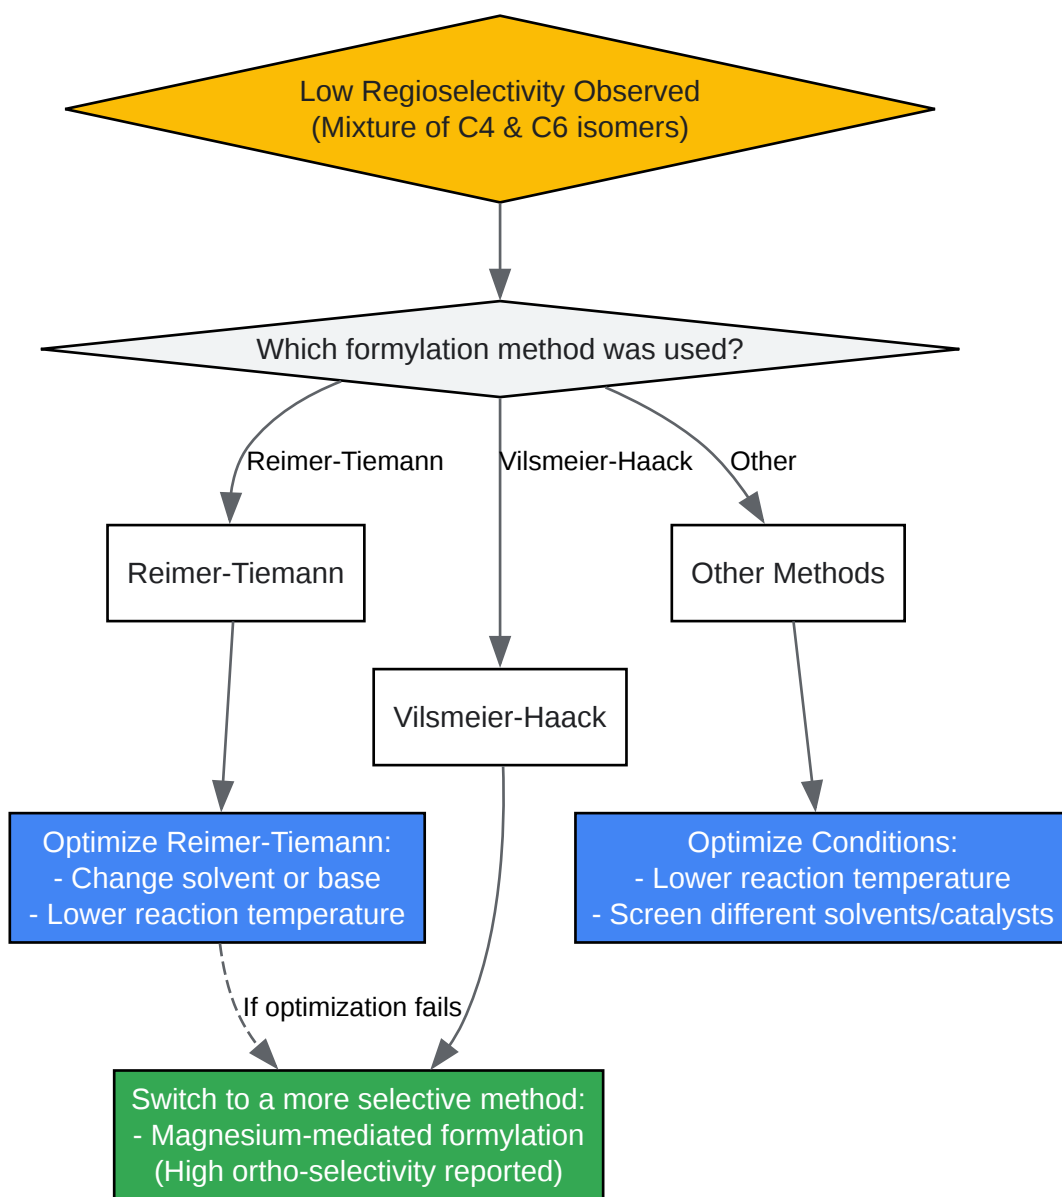 Low Regioselectivity Observed
(Mixture of C4 & C6 isomers)
Which formylation method was used?
Reimer-Tiemann
Vilsmeier-Haack
Other
Reimer-Tiemann
Other Methods
Vilsmeier-Haack
Optimize Reimer-Tiemann:
- Change solvent or base
- Lower reaction temperature
Optimize Conditions:
- Lower reaction temperature
- Screen different solvents/catalysts
If optimization fails
Switch to a more selective method:
- Magnesium-mediated formylation
(High ortho-selectivity reported)